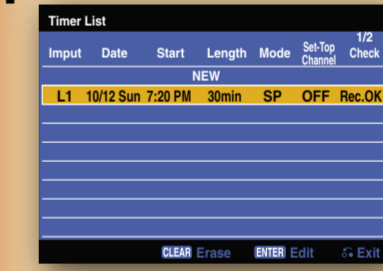 Timer List
1/2
Imput Date Start Length Mode Set-Top Channel Check
NEW
L1 10/12 Sun 7:20 PM 30min SP OFF Rec.OK
CLEAR Erase ENTER Edit Exit